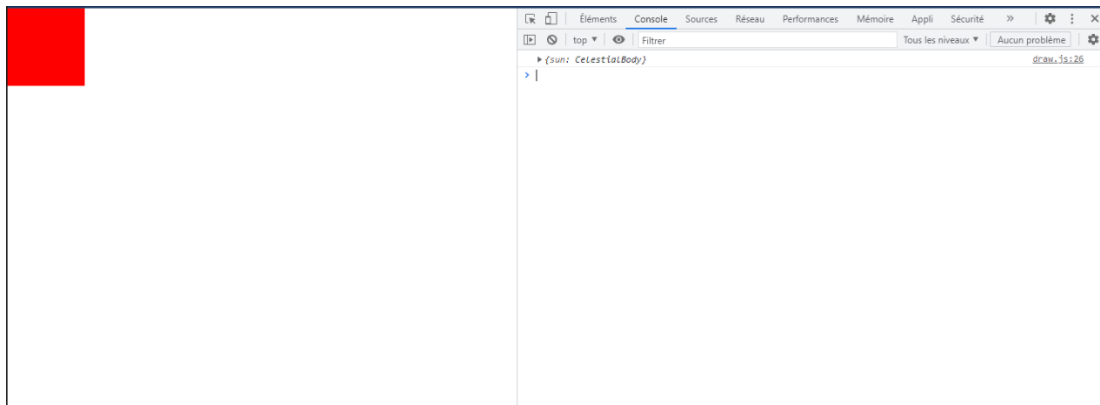 Éléments Console Sources Réseau Performances Mémoire Appli Sécurité »
top ▼ Filtrer Tous les niveaux ▼ Aucun problème
▶ {sun: CelestialBody} draw.js:26
>